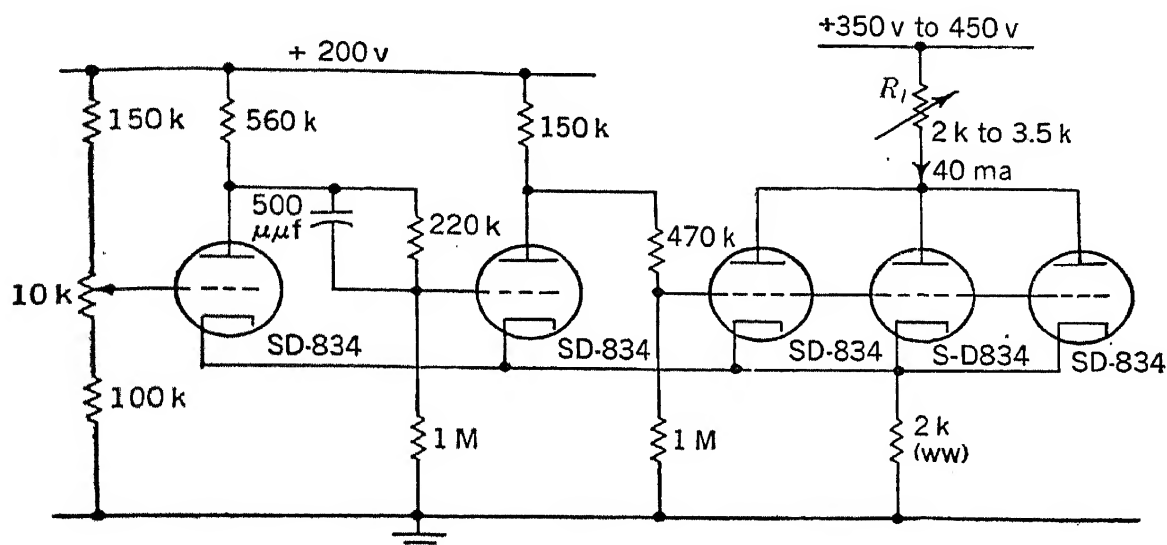 +350 v to 450 v
+ 200 v
150 k
560 k
150 k
R1
2 k to 3.5 k
40 ma
500
μμf
220 k
470 k
10 k
SD-834
SD-834
SD-834
S-D834
SD-834
100 k
1 M
1 M
2 k
(ww)